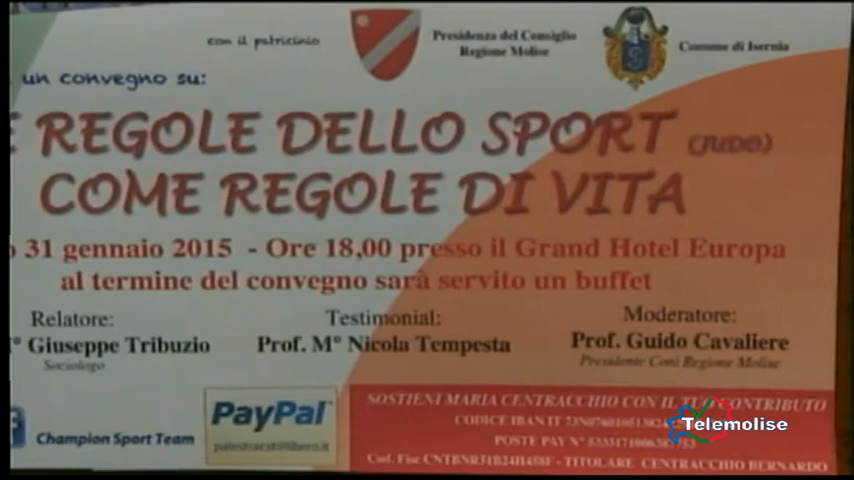 con il patricinio
Presidenza del Consiglio
Regione Molise
Comune di Isernia
un convegno su:
E REGOLE DELLO SPORT (JUDO)
COME REGOLE DI VITA
o 31 gennaio 2015 - Ore 18,00 presso il Grand Hotel Europa
al termine del convegno sarà servito un buffet
Relatore:
M° Giuseppe Tribuzio
Sociologo
Testimonial:
Prof. M° Nicola Tempesta
Moderatore:
Prof. Guido Cavaliere
Presidente Coni Regione Molise
f
Champion Sport Team
PayPal
SOSTIENI MARIA CENTRACCHIO CON IL TUO CONTRIBUTO
CODICE IBAN IT
POSTE PAY N°
Cod. Fisc CNTBNR51B24H458F - TITOLARE CENTRACCHIO BERNARDO
Telemolise